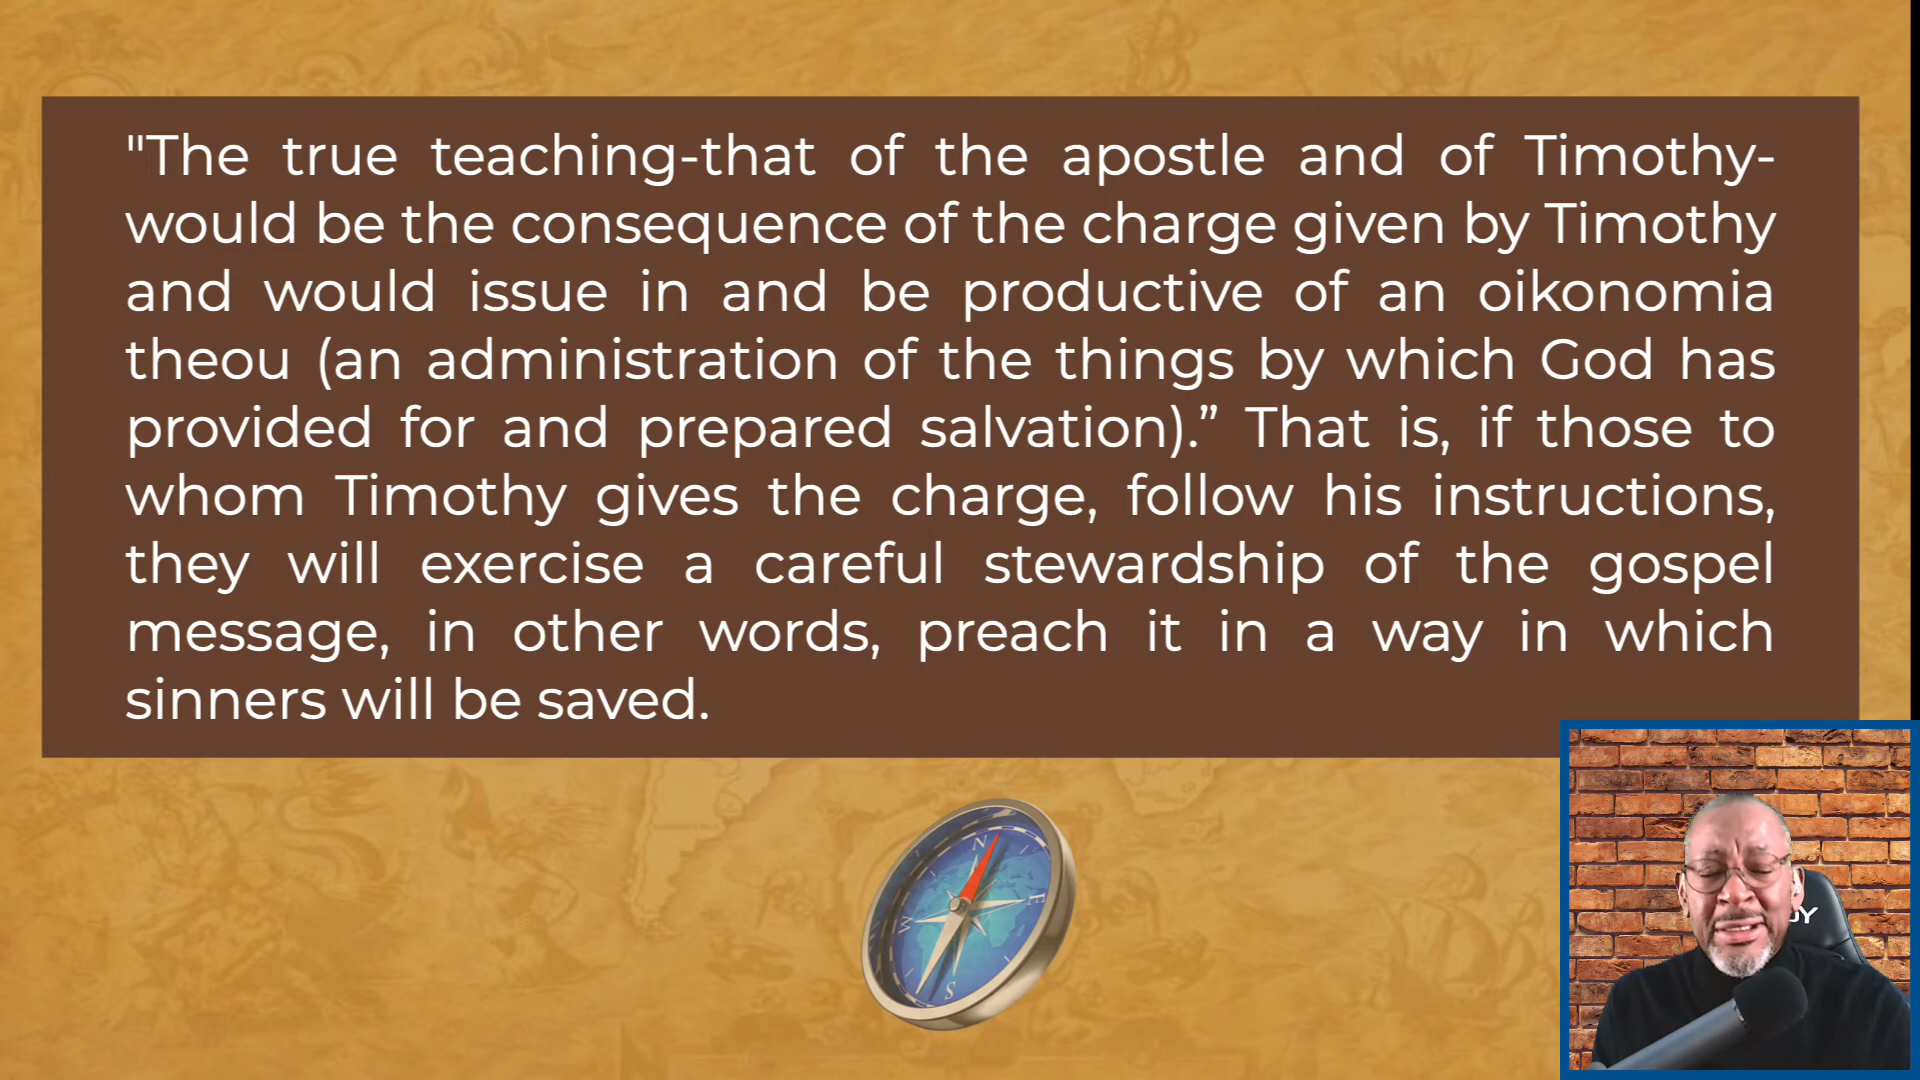 "The true teaching-that of the apostle and of Timothy-
would be the consequence of the charge given by Timothy
and would issue in and be productive of an oikonomia
theou (an administration of the things by which God has
provided for and prepared salvation).” That is, if those to
whom Timothy gives the charge, follow his instructions,
they will exercise a careful stewardship of the gospel
message, in other words, preach it in a way in which
sinners will be saved.
N
E
S
W